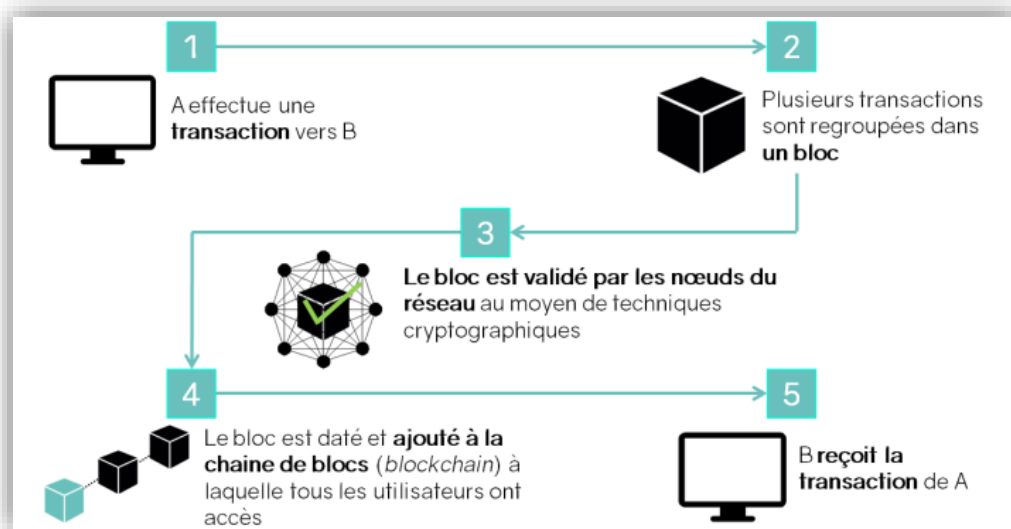 1
2
A effectue une
transaction vers B
Plusieurs transactions
sont regroupées dans
un bloc
3
Le bloc est validé par les nœuds du
réseau au moyen de techniques
cryptographiques
4
5
Le bloc est daté et ajouté à la
chaine de blocs (blockchain) à
laquelle tous les utilisateurs ont
accès
B reçoit la
transaction de A